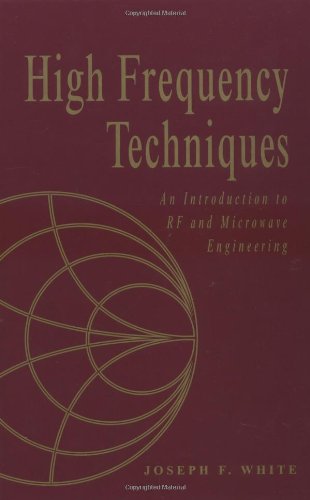 High Frequency
Techniques
An Introduction to
RF and Microwave
Engineering
JOSEPH F. WHITE